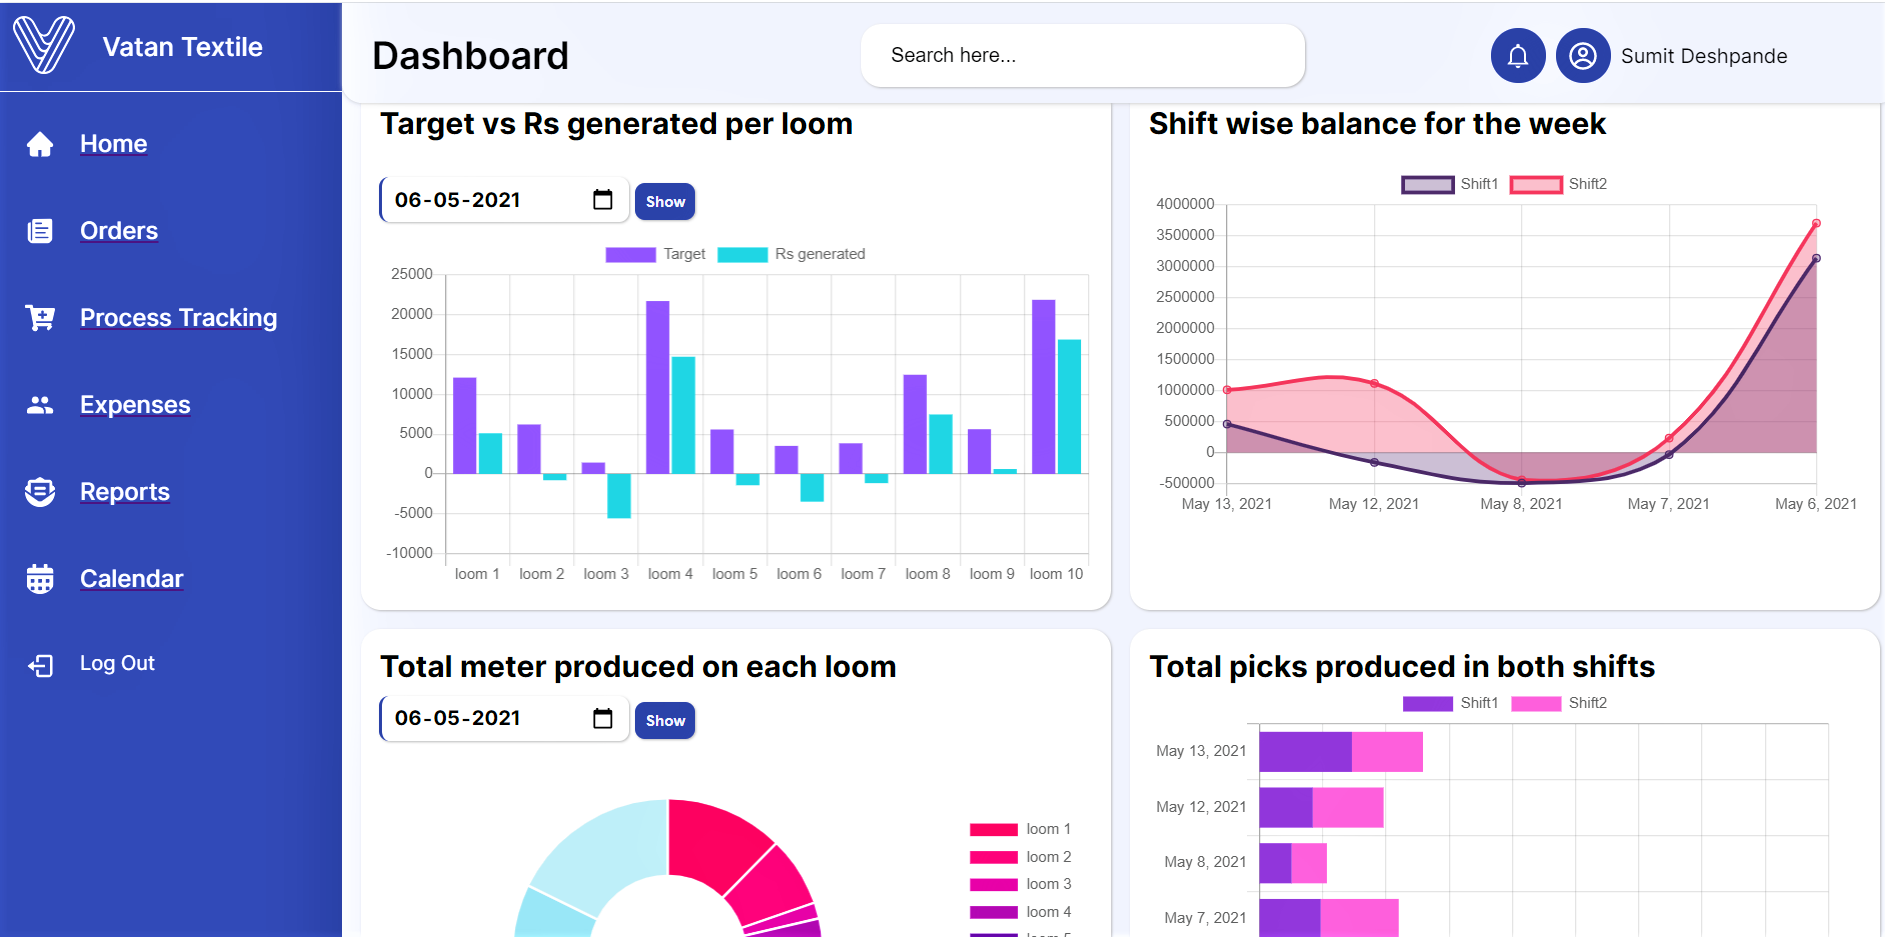 Vatan Textile
Home
Orders
Process Tracking
Expenses
Reports
Calendar
Log Out
Dashboard
Search here...
Sumit Deshpande
Target vs Rs generated per loom
06-05-2021
Show
Target Rs generated
25000
20000
15000
10000
5000
0
-5000
-10000
loom 1 loom 2 loom 3 loom 4 loom 5 loom 6 loom 7 loom 8 loom 9 loom 10
Shift wise balance for the week
Shift1 Shift2
4000000
3500000
3000000
2500000
2000000
1500000
1000000
500000
0
-500000
May 13, 2021 May 12, 2021 May 8, 2021 May 7, 2021 May 6, 2021
Total meter produced on each loom
06-05-2021
Show
loom 1
loom 2
loom 3
loom 4
Total picks produced in both shifts
Shift1 Shift2
May 13, 2021
May 12, 2021
May 8, 2021
May 7, 2021